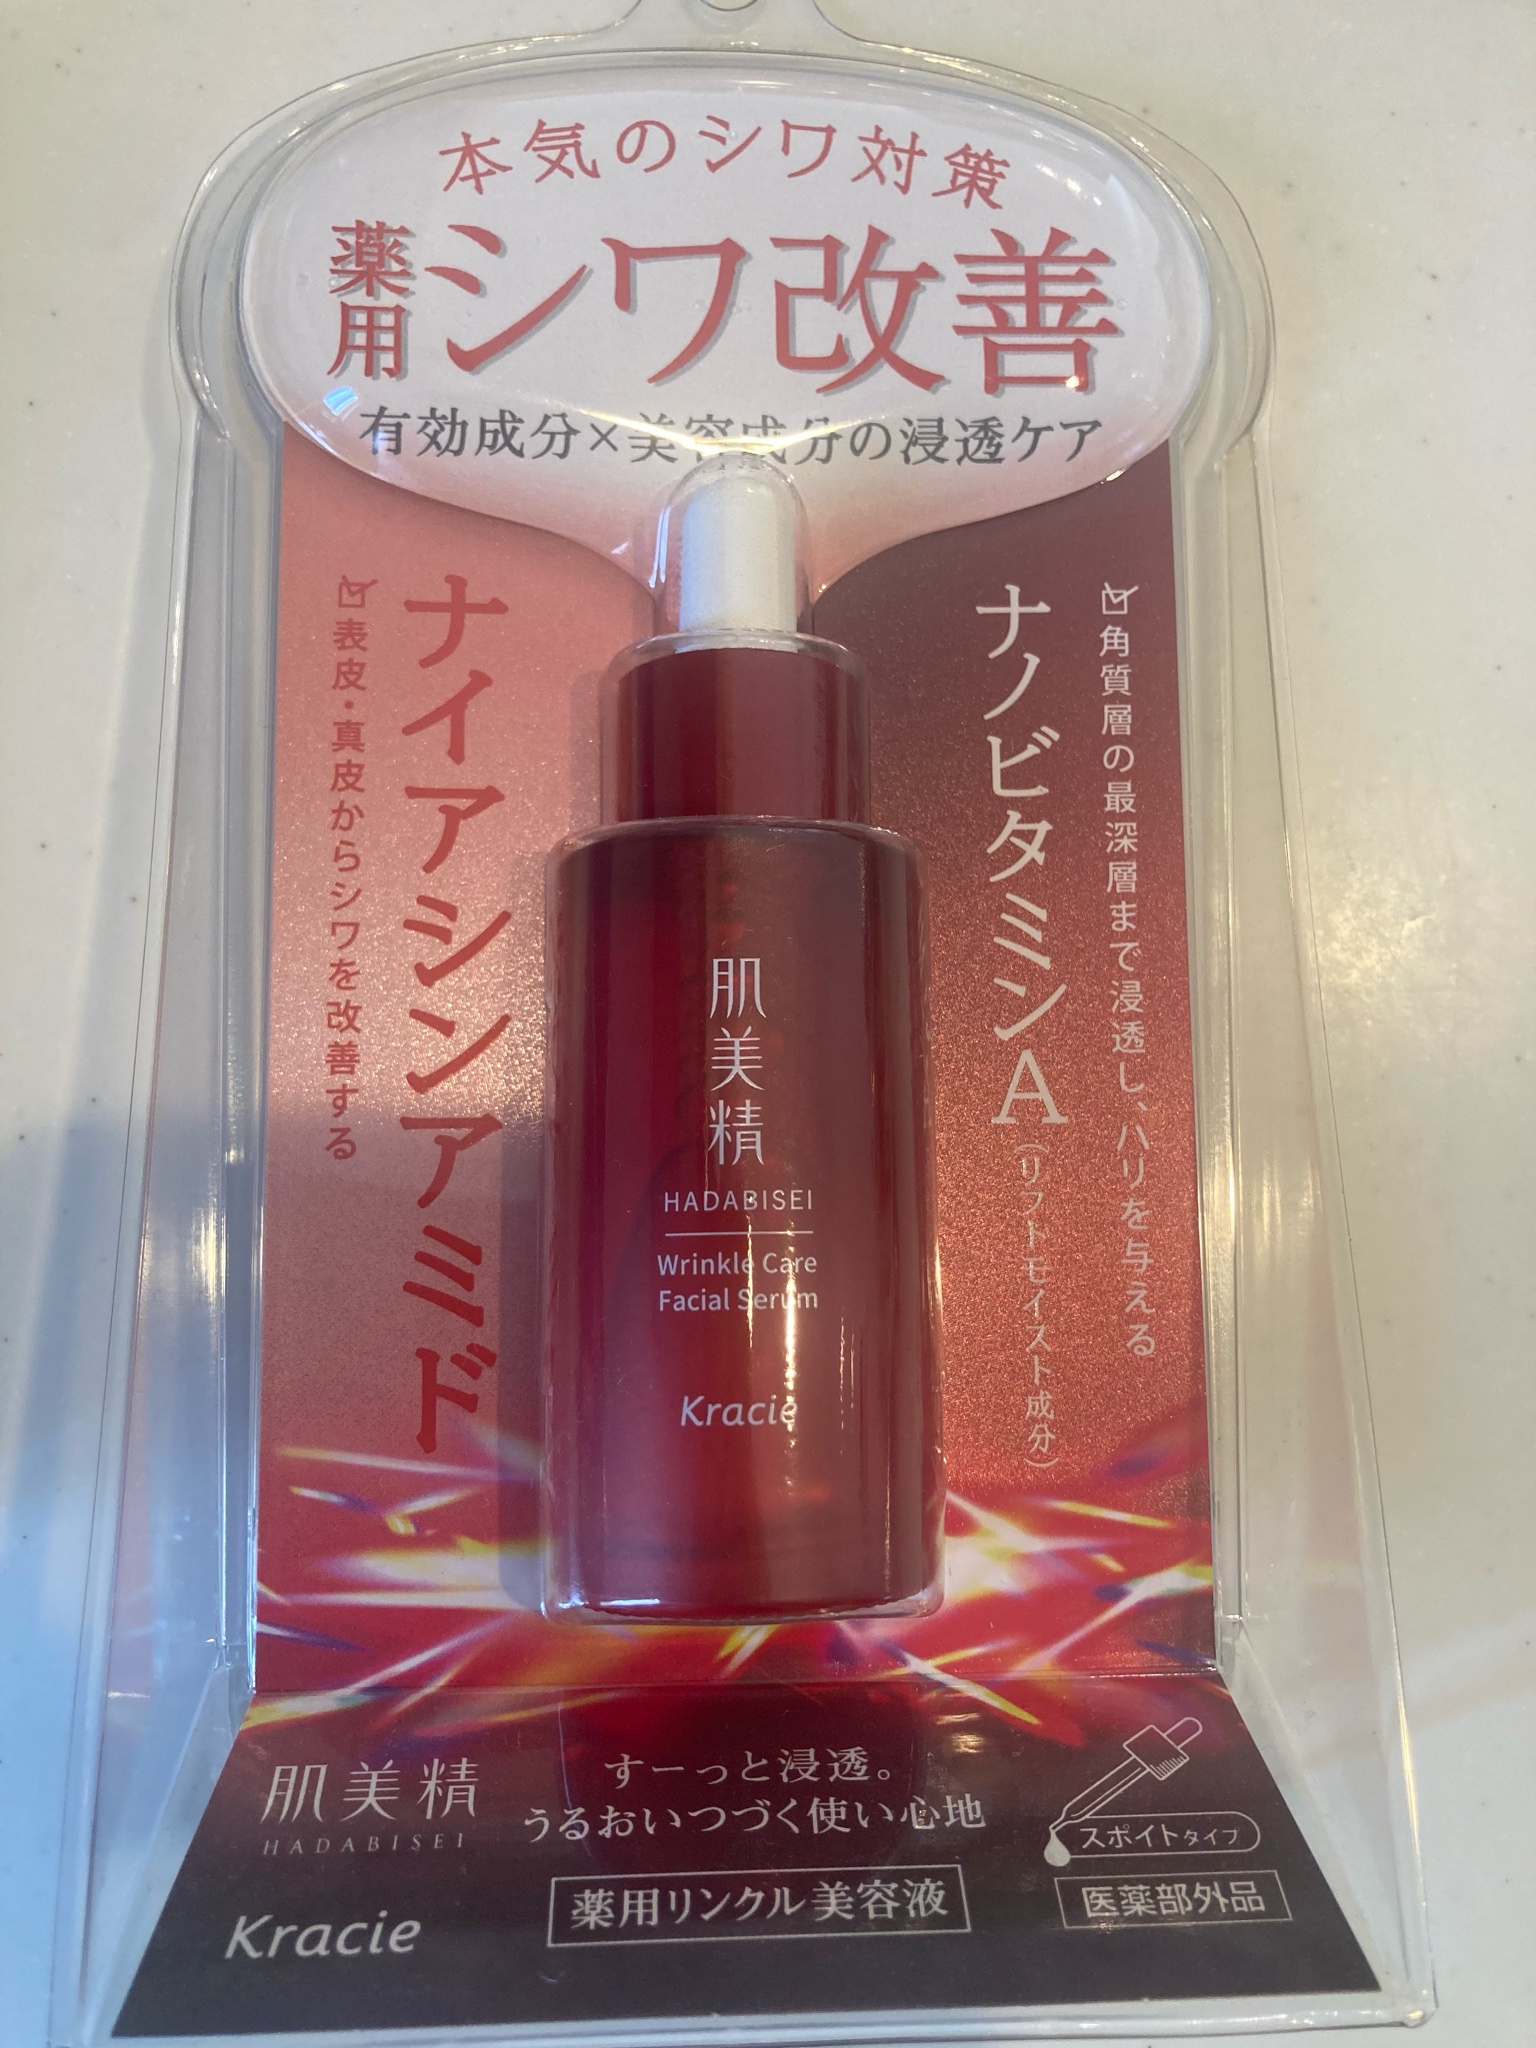 本気のシワ対策
薬用シワ改善
有効成分×美容成分の浸透ケア
ナイアシンアミド
表皮・真皮からシワを改善する
角質層の最深層まで浸透し、ハリを与える
ナノビタミンA(リフトモイスト成分)
肌美精
HADABISEI
Wrinkle Care
Facial Serum
Kracie
肌美精
HADABISEI
Kracie
すーっと浸透。
うるおいつづく使い心地
薬用リンクル美容液
スポイトタイプ
医薬部外品